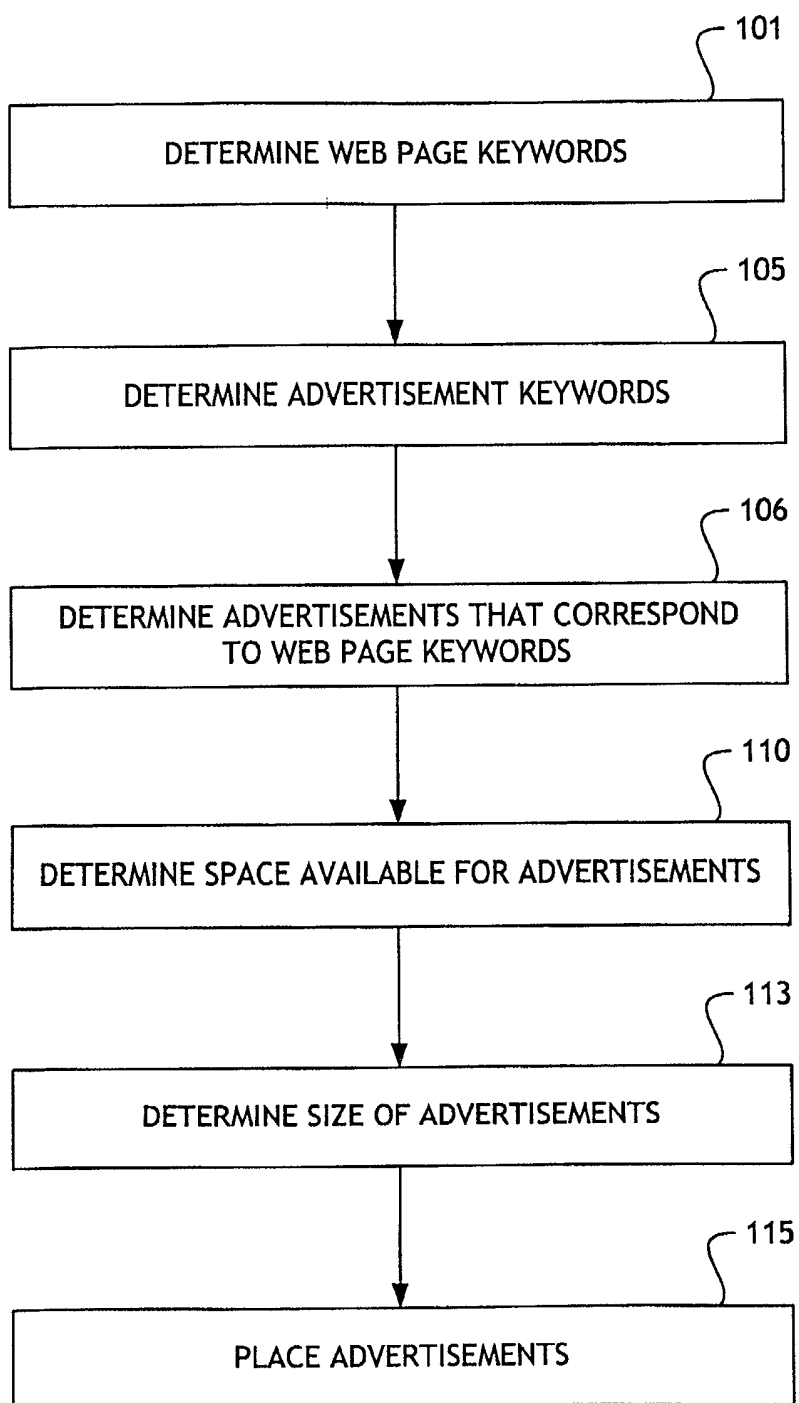 101
DETERMINE WEB PAGE KEYWORDS
105
DETERMINE ADVERTISEMENT KEYWORDS
106
DETERMINE ADVERTISEMENTS THAT CORRESPOND
TO WEB PAGE KEYWORDS
110
DETERMINE SPACE AVAILABLE FOR ADVERTISEMENTS
113
DETERMINE SIZE OF ADVERTISEMENTS
115
PLACE ADVERTISEMENTS